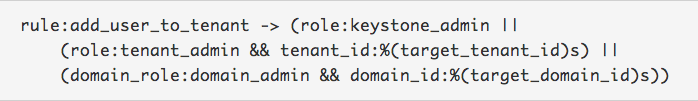 rule:add_user_to_tenant -> (role:keystone_admin ||
(role:tenant_admin && tenant_id:%(target_tenant_id)s) ||
(domain_role:domain_admin && domain_id:%(target_domain_id)s))